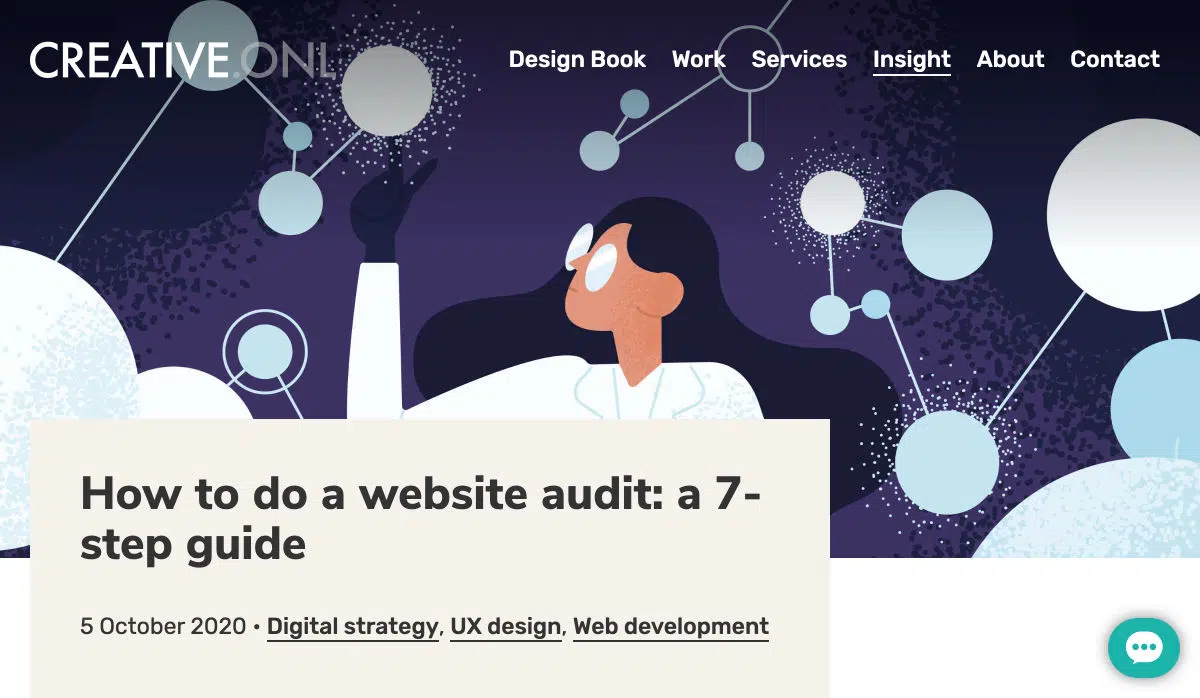 CREATIVE.ONL
Design Book Work Services Insight About Contact
How to do a website audit: a 7-
step guide
5 October 2020 • Digital strategy, UX design, Web development